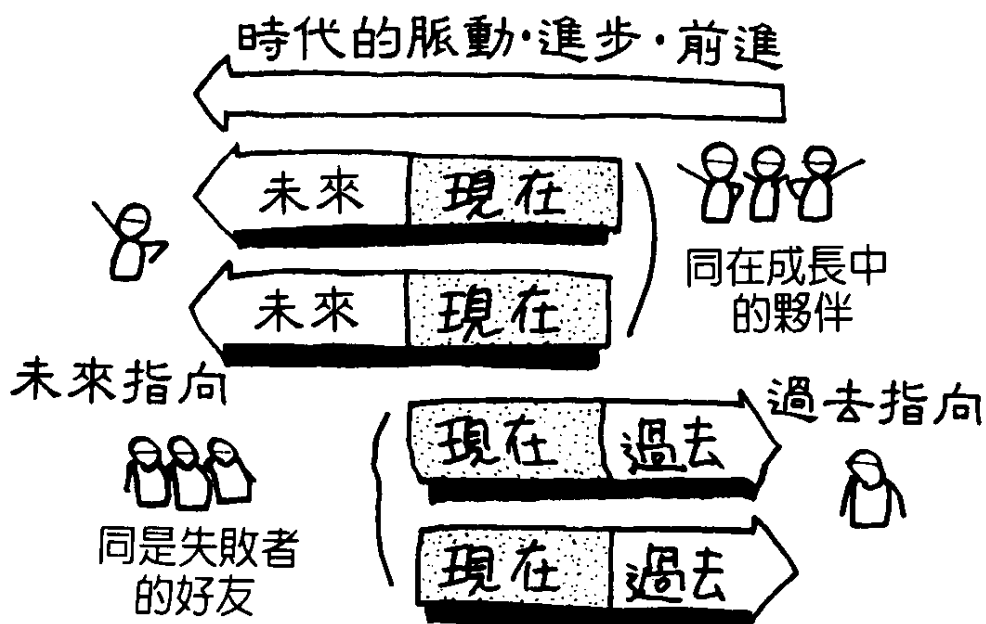 時代的脈動·進步·前進
未來 現在
同在成長中
的夥伴
未來 現在
未來指向
過去指向
現在 過去
同是失敗者
的好友
現在 過去